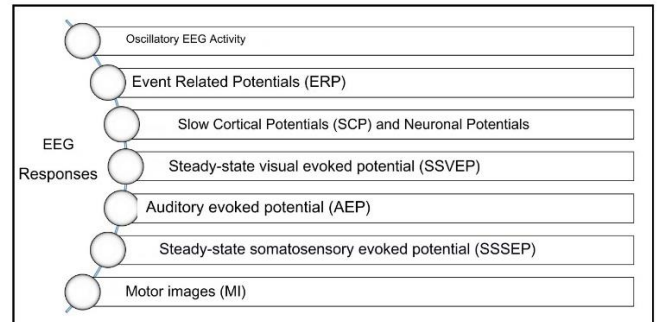 Oscillatory EEG Activity
Event Related Potentials (ERP)
Slow Cortical Potentials (SCP) and Neuronal Potentials
EEG
Responses
Steady-state visual evoked potential (SSVEP)
Auditory evoked potential (AEP)
Steady-state somatosensory evoked potential (SSSEP)
Motor images (MI)